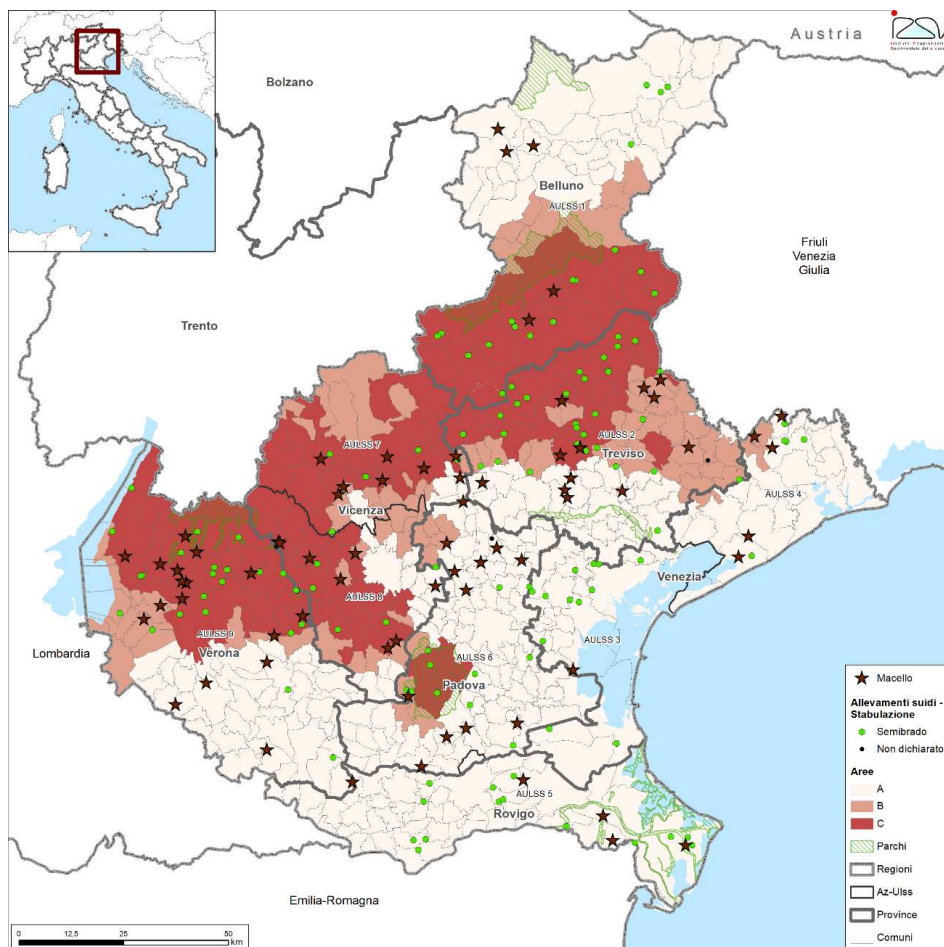 Austria
Bolzano
Belluno
AULSS 1
Friuli
Venezia
Giulia
Trento
AULSS 7
AULSS 2
Treviso
Vicenza
AULSS 4
Venezia
AULSS 8
AULSS 9
Verona
Lombardia
AULSS 3
AULSS 6
Padova
AULSS 5
Rovigo
Emilia-Romagna
Macello
Allevamenti suidi -
Stabulazione
Semibrado
Non dichiarato
Aree
A
B
C
Parchi
Regioni
Az-Ulss
Province
Comuni
0 12,5 25 50
km